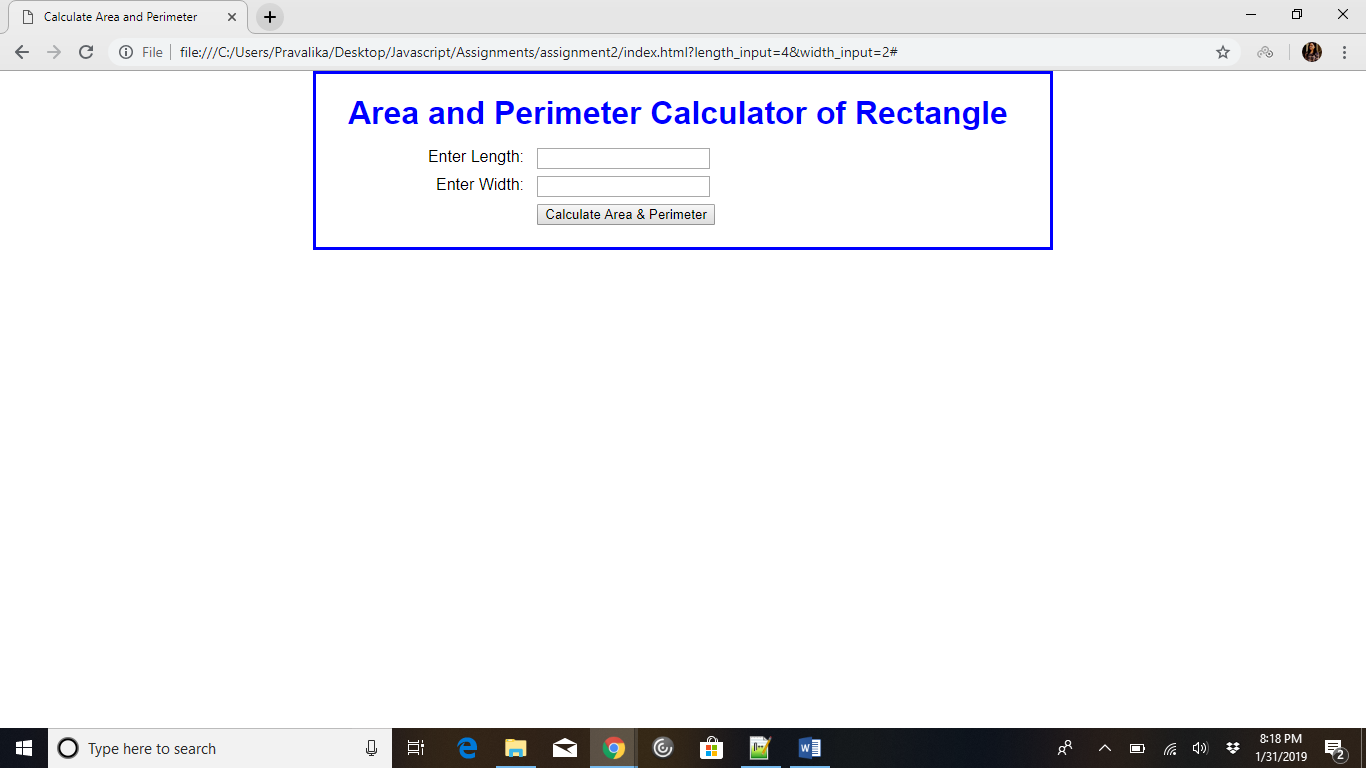 Calculate Area and Perimeter
File
file:///C:/Users/Pravalika/Desktop/Javascript/Assignments/assignment2/index.html?length_input=4&width_input=2#
Area and Perimeter Calculator of Rectangle
Enter Length:
Enter Width:
Calculate Area & Perimeter
Type here to search
8:18 PM
1/31/2019
2